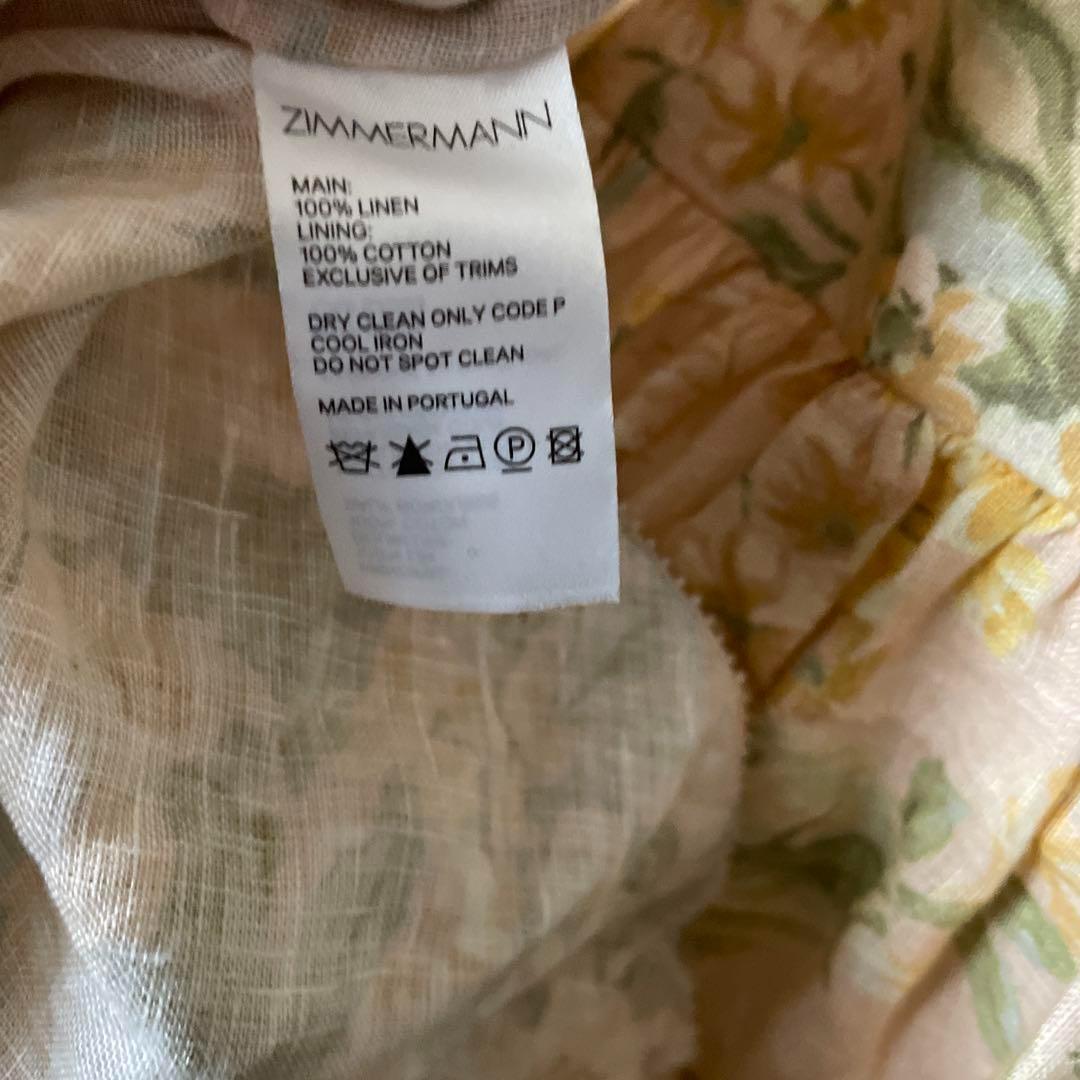 ZIMMERMANN
MAIN:
100% LINEN
LINING:
100% COTTON
EXCLUSIVE OF TRIMS
DRY CLEAN ONLY CODE P
COOL IRON
DO NOT SPOT CLEAN
MADE IN PORTUGAL
P